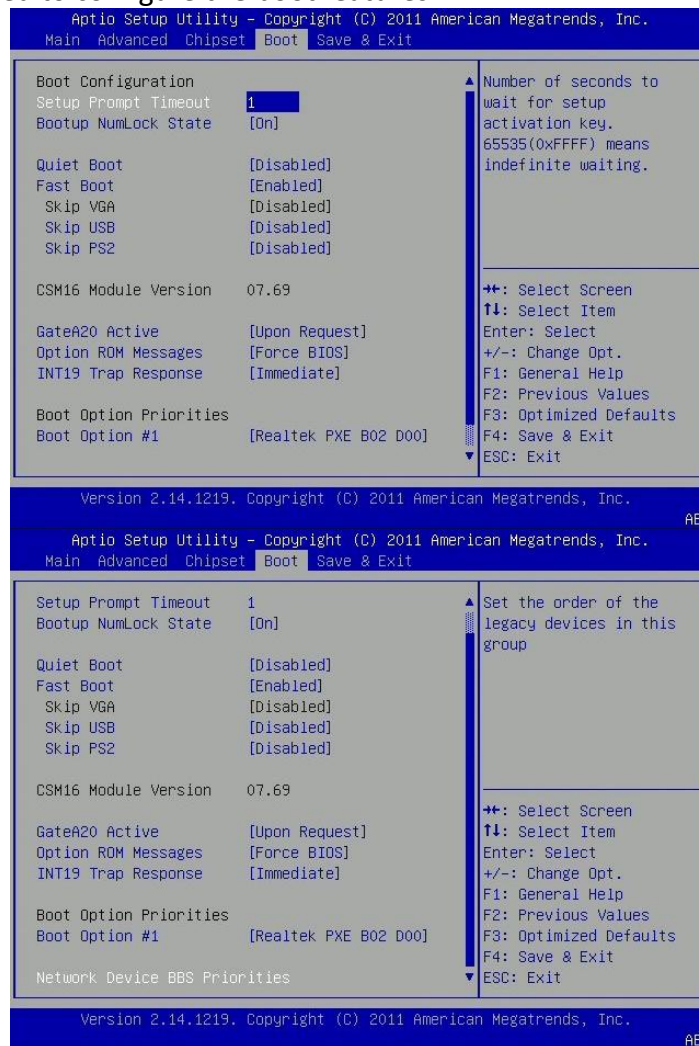 Aptio Setup Utility - Copyright (C) 2011 American Megatrends, Inc.
Main Advanced Chipset Boot Save & Exit
Boot Configuration
Setup Prompt Timeout 1
Bootup NumLock State [On]
Quiet Boot [Disabled]
Fast Boot [Enabled]
Skip VGA [Disabled]
Skip USB [Disabled]
Skip PS2 [Disabled]
CSM16 Module Version 07.69
GateA20 Active [Upon Request]
Option ROM Messages [Force BIOS]
INT19 Trap Response [Immediate]
Boot Option Priorities
Boot Option #1 [Realtek PXE B02 D00]
Number of seconds to
wait for setup
activation key.
65535(0xFFFF) means
indefinite waiting.
→←: Select Screen
↑↓: Select Item
Enter: Select
+/-: Change Opt.
F1: General Help
F2: Previous Values
F3: Optimized Defaults
F4: Save & Exit
ESC: Exit
Version 2.14.1219. Copyright (C) 2011 American Megatrends, Inc.
Aptio Setup Utility - Copyright (C) 2011 American Megatrends, Inc.
Main Advanced Chipset Boot Save & Exit
Setup Prompt Timeout 1
Bootup NumLock State [On]
Quiet Boot [Disabled]
Fast Boot [Enabled]
Skip VGA [Disabled]
Skip USB [Disabled]
Skip PS2 [Disabled]
CSM16 Module Version 07.69
GateA20 Active [Upon Request]
Option ROM Messages [Force BIOS]
INT19 Trap Response [Immediate]
Boot Option Priorities
Boot Option #1 [Realtek PXE B02 D00]
Network Device BBS Priorities
Set the order of the
legacy devices in this
group
→←: Select Screen
↑↓: Select Item
Enter: Select
+/-: Change Opt.
F1: General Help
F2: Previous Values
F3: Optimized Defaults
F4: Save & Exit
ESC: Exit
Version 2.14.1219. Copyright (C) 2011 American Megatrends, Inc.